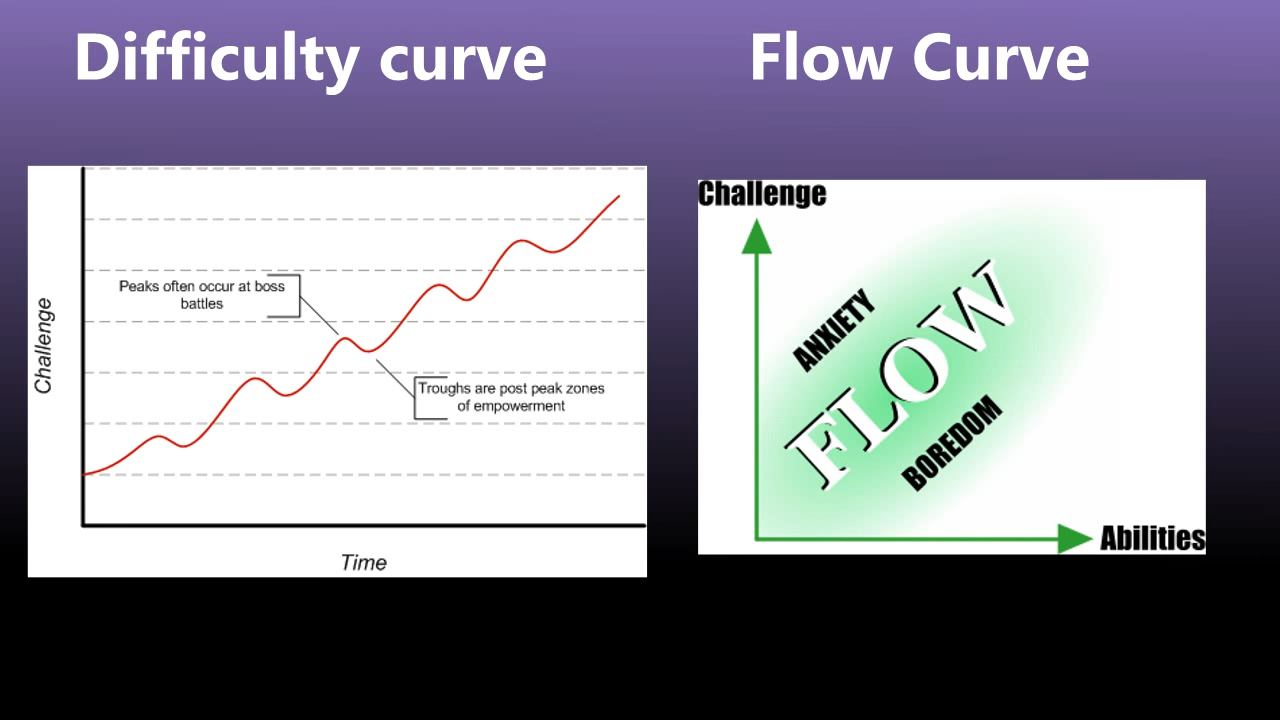 Difficulty curve
Flow Curve
Challenge
Peaks often occur at boss
battles
Troughs are post peak zones
of empowerment
Time
Challenge
ANXIETY
FLOW
BOREDOM
Abilities